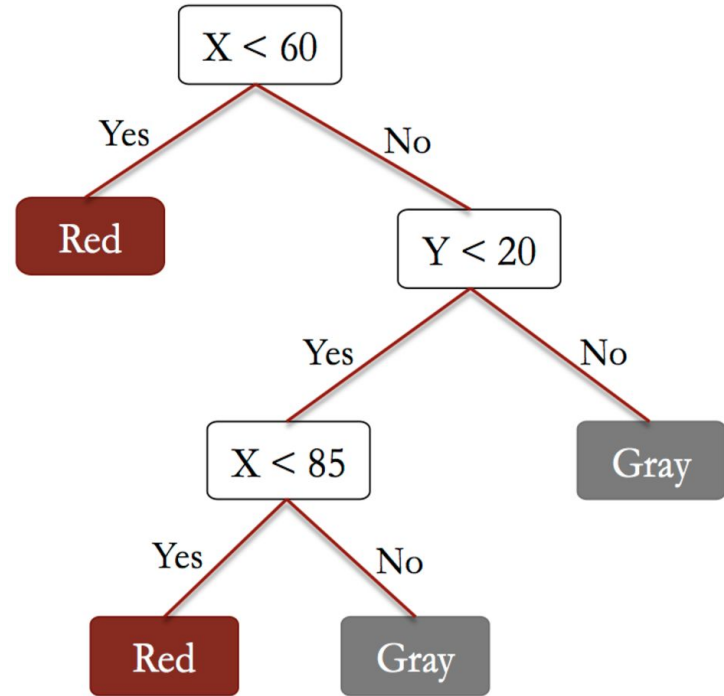 X < 60
Yes
No
Red
Y < 20
Yes
No
X < 85
Gray
Yes
No
Red
Gray